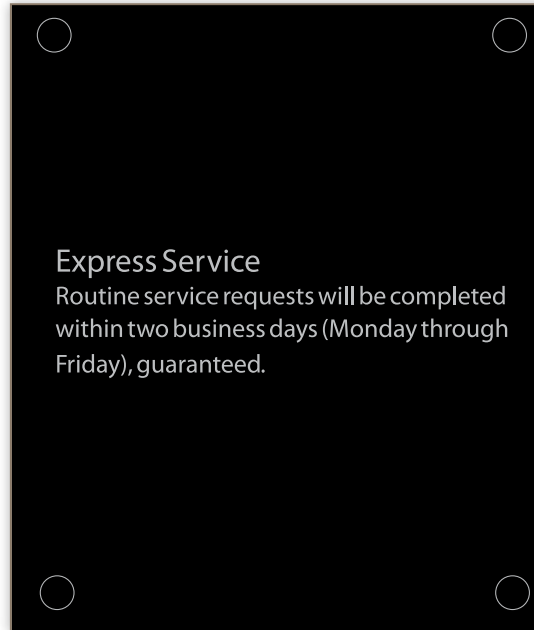 Express Service
Routine service requests will be completed
within two business days (Monday through
Friday), guaranteed.